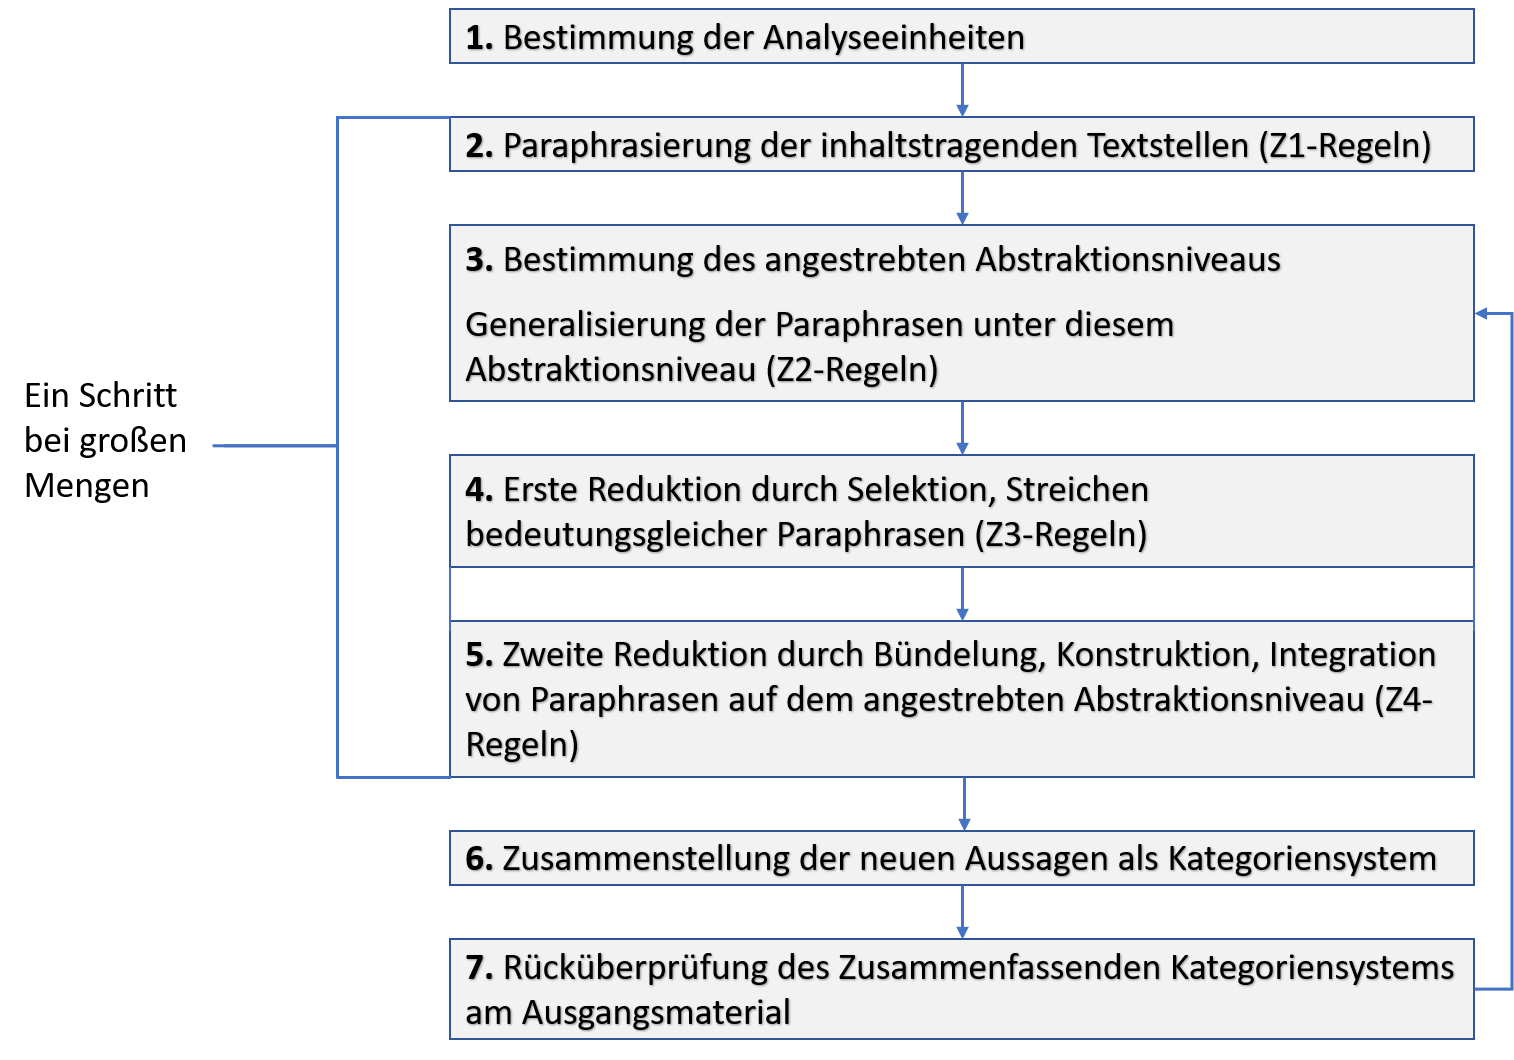 1. Bestimmung der Analyseeinheiten
2. Paraphrasierung der inhaltstragenden Textstellen (Z1-Regeln)
3. Bestimmung des angestrebten Abstraktionsniveaus
Generalisierung der Paraphrasen unter diesem
Abstraktionsniveau (Z2-Regeln)
Ein Schritt
bei großen
Mengen
4. Erste Reduktion durch Selektion, Streichen
bedeutungsgleicher Paraphrasen (Z3-Regeln)
5. Zweite Reduktion durch Bündelung, Konstruktion, Integration
von Paraphrasen auf dem angestrebten Abstraktionsniveau (Z4-
Regeln)
6. Zusammenstellung der neuen Aussagen als Kategoriensystem
7. Rücküberprüfung des Zusammenfassenden Kategoriensystems
am Ausgangsmaterial